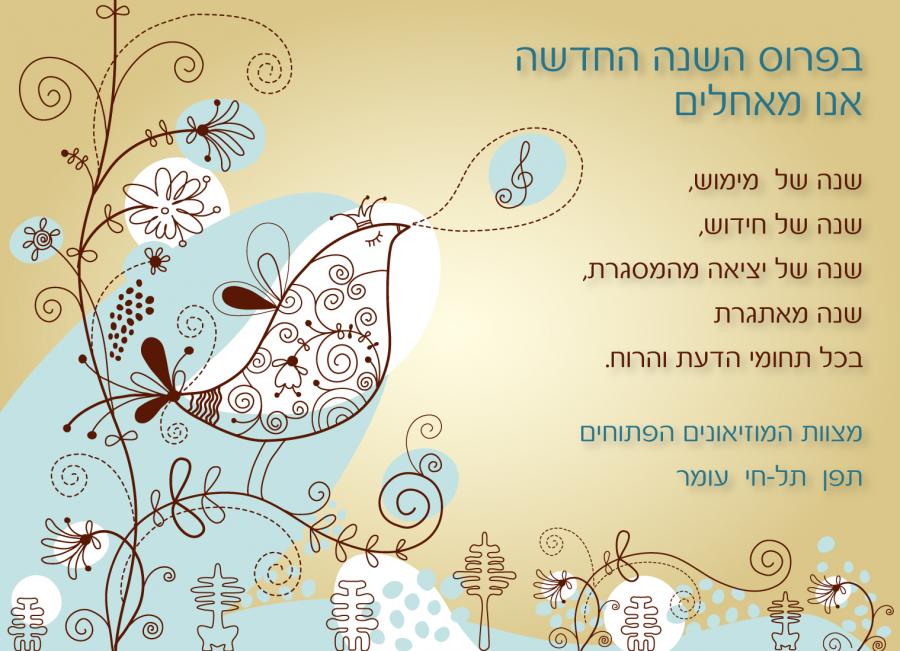 בפרוס השנה החדשה
אנו מאחלים
שנה של מימוש,
שנה של חידוש,
שנה של יציאה מהמסגרת,
שנה מאתגרת
בכל תחומי הדעת והרוח.
מצוות המוזיאונים הפתוחים
תפן תל-חי עומר